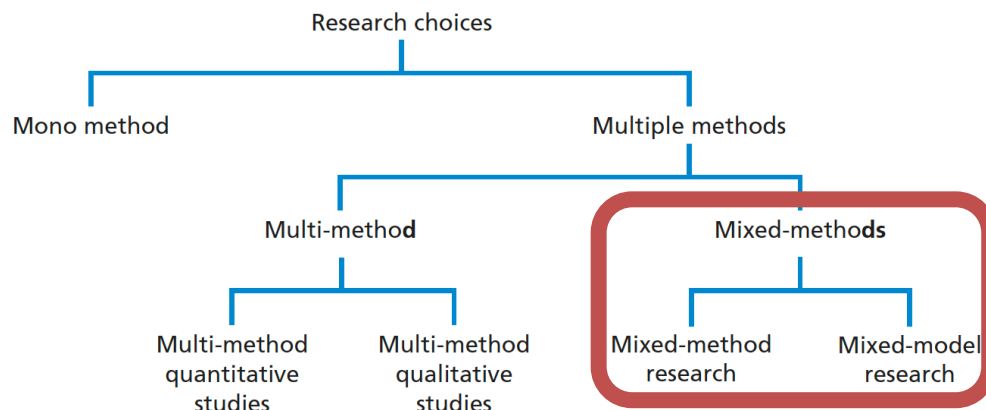 Research choices
Mono method
Multiple methods
Multi-method
Mixed-methods
Multi-method
quantitative
studies
Multi-method
qualitative
studies
Mixed-method
research
Mixed-model
research